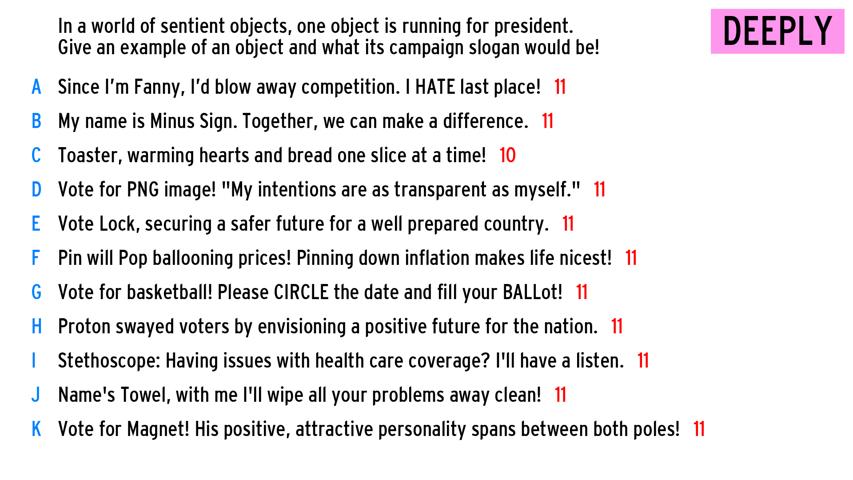 In a world of sentient objects, one object is running for president.
Give an example of an object and what its campaign slogan would be!
DEEPLY
A Since I'm Fanny, I'd blow away competition. I HATE last place! 11
B My name is Minus Sign. Together, we can make a difference. 11
C Toaster, warming hearts and bread one slice at a time! 10
D Vote for PNG image! "My intentions are as transparent as myself." 11
E Vote Lock, securing a safer future for a well prepared country. 11
F Pin will Pop ballooning prices! Pinning down inflation makes life nicest! 11
G Vote for basketball! Please CIRCLE the date and fill your BALLot! 11
H Proton swayed voters by envisioning a positive future for the nation. 11
I Stethoscope: Having issues with health care coverage? I'll have a listen. 11
J Name's Towel, with me I'll wipe all your problems away clean! 11
K Vote for Magnet! His positive, attractive personality spans between both poles! 11